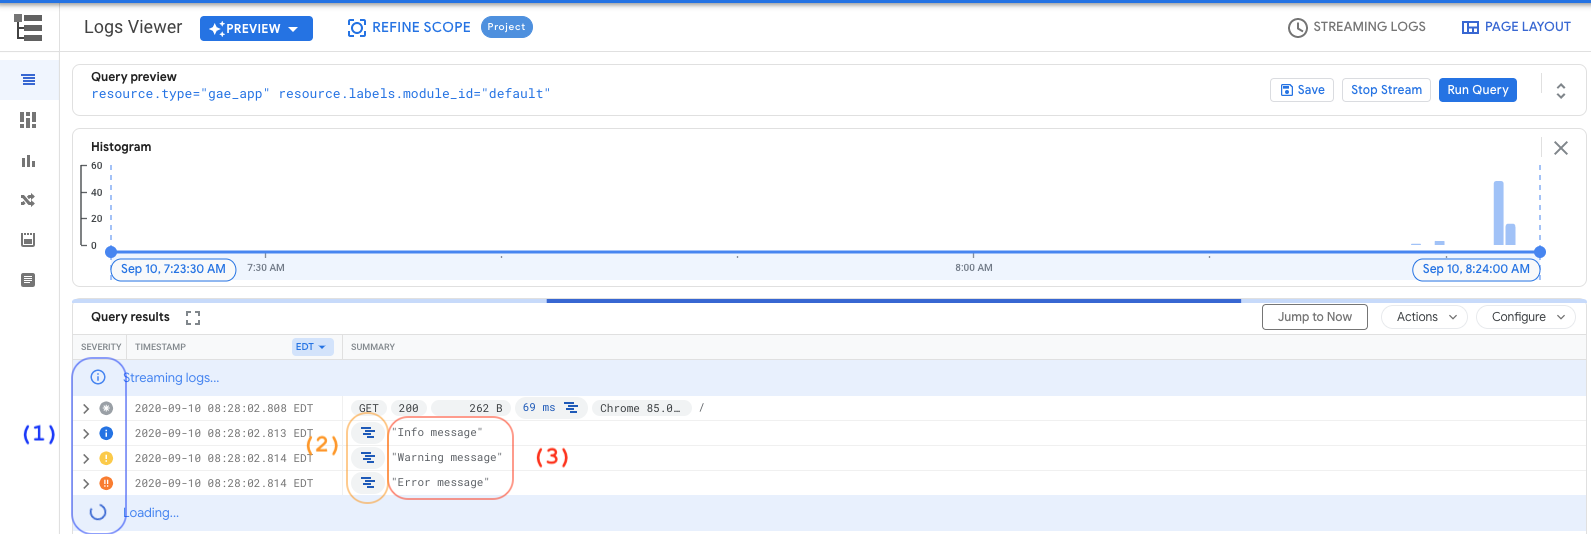 Logs Viewer PREVIEW REFINE SCOPE Project STREAMING LOGS PAGE LAYOUT
Query preview
resource.type="gae_app" resource.labels.module_id="default"
Save Stop Stream Run Query
Histogram
60
40
20
0
Sep 10, 7:23:30 AM 7:30 AM 8:00 AM Sep 10, 8:24:00 AM
Query results Jump to Now Actions Configure
SEVERITY TIMESTAMP EDT SUMMARY
Streaming logs...
2020-09-10 08:28:02.808 EDT GET 200 262 B 69 ms Chrome 85.0... /
(1) 2020-09-10 08:28:02.813 EDT "Info message"
(2)
2020-09-10 08:28:02.814 EDT "Warning message" (3)
2020-09-10 08:28:02.814 EDT "Error message"
Loading...